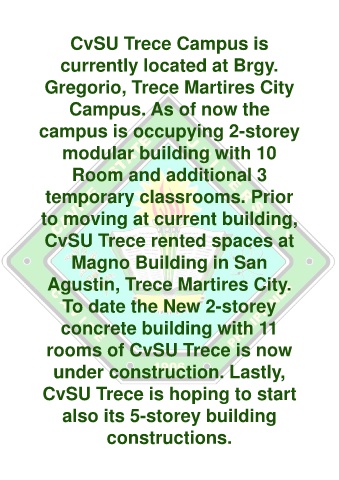 CvSU Trece Campus is
currently located at Brgy.
Gregorio, Trece Martires City
Campus. As of now the
campus is occupying 2-storey
modular building with 10
Room and additional 3
temporary classrooms. Prior
to moving at current building,
CvSU Trece rented spaces at
Magno Building in San
Agustin, Trece Martires City.
To date the New 2-storey
concrete building with 11
rooms of CvSU Trece is now
under construction. Lastly,
CvSU Trece is hoping to start
also its 5-storey building
constructions.